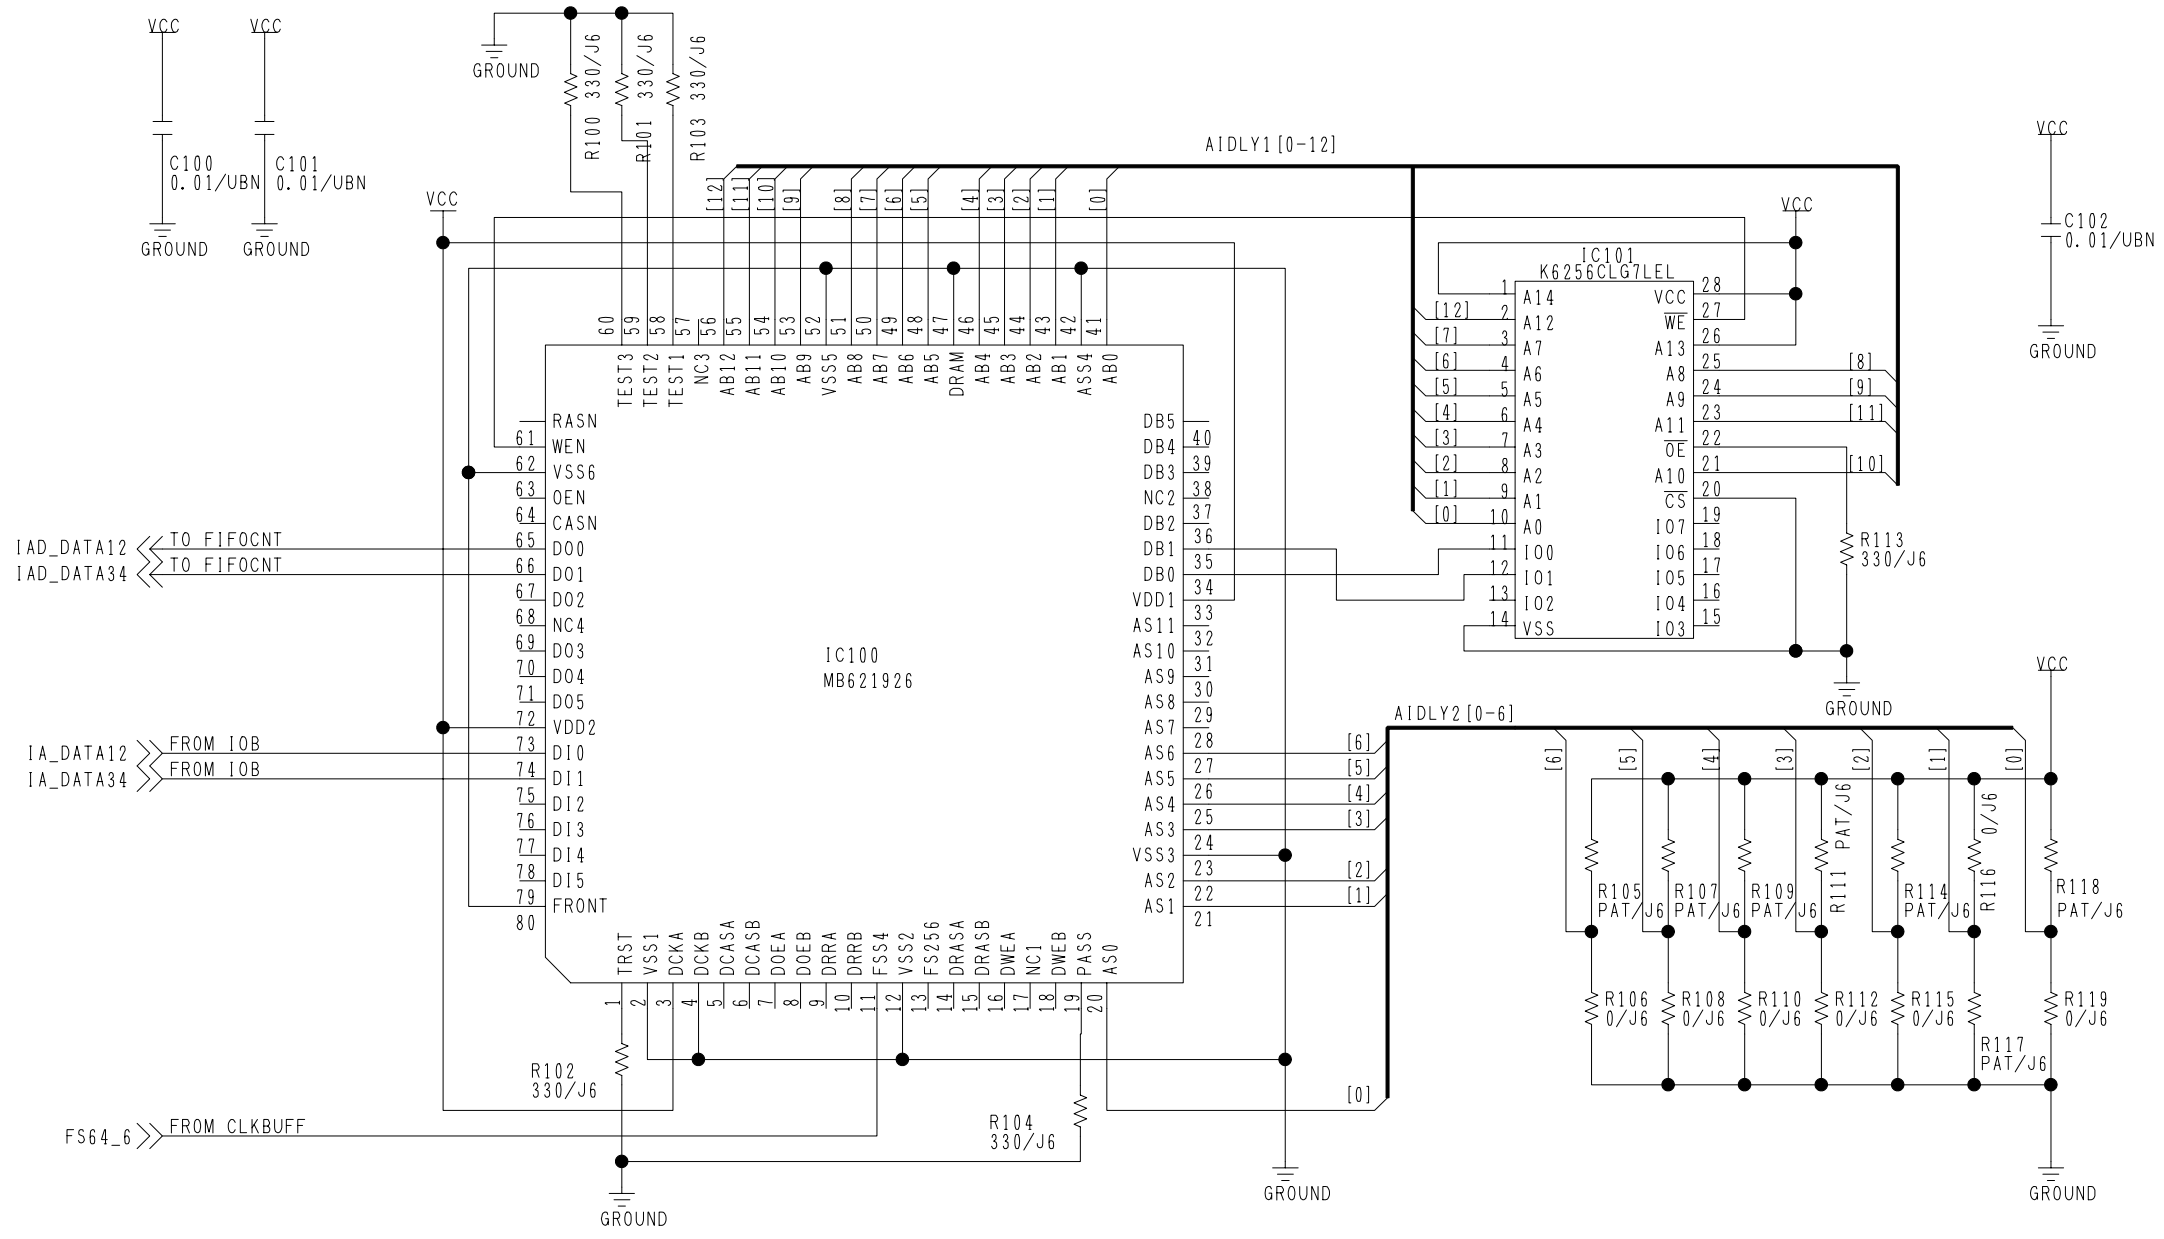 VCC
VCC
C100
0.01/UBN
C101
0.01/UBN
GROUND
GROUND
GROUND
R100 330/J6
R101 330/J6
R103 330/J6
AIDLY1[0-12]
VCC
[12]
[11]
[10]
[9]
[8]
[7]
[6]
[5]
[4]
[3]
[2]
[1]
[0]
VCC
C102
0.01/UBN
GROUND
VCC
60
59
58
57
56
55
54
53
52
51
50
49
48
47
46
45
44
43
42
41
TEST3
TEST2
TEST1
NC3
AB12
AB11
AB10
AB9
VSS5
AB8
AB7
AB6
AB5
DRAM
AB4
AB3
AB2
AB1
ASS4
AB0
RASN
61 WEN
62 VSS6
63 OEN
64 CASN
65 DO0
66 DO1
67 DO2
68 NC4
69 DO3
70 DO4
71 DO5
72 VDD2
73 DI0
74 DI1
75 DI2
76 DI3
77 DI4
78 DI5
79 FRONT
80
IAD_DATA12 TO FIFOCNT
IAD_DATA34 TO FIFOCNT
IA_DATA12 FROM IOB
IA_DATA34 FROM IOB
FS64_6 FROM CLKBUFF
IC100
MB621926
DB5
DB4 40
DB3 39
NC2 38
DB2 37
DB1 36
DB0 35
VDD1 34
AS11 33
AS10 32
AS9 31
AS8 30
AS7 29
AS6 28
AS5 27
AS4 26
AS3 25
VSS3 24
AS2 23
AS1 22
21
TRST
VSS1
DCKA
DCKB
DCASA
DCASB
DOEA
DOEB
DRRA
DRRB
FSS4
VSS2
FS256
DRASA
DRASB
DWEA
NC1
DWEB
PASS
AS0
1
2
3
4
5
6
7
8
9
10
11
12
13
14
15
16
17
18
19
20
R102
330/J6
R104
330/J6
GROUND
GROUND
IC101
K6256CLG7LEL
1 A14
[12] 2 A12
[7] 3 A7
[6] 4 A6
[5] 5 A5
[4] 6 A4
[3] 7 A3
[2] 8 A2
[1] 9 A1
[0] 10 A0
11 IO0
12 IO1
13 IO2
14 VSS
VCC 28
WE 27
A13 26
A8 25 [8]
A9 24 [9]
A11 23 [11]
OE 22
A10 21 [10]
CS 20
IO7 19
IO6 18
IO5 17
IO4 16
IO3 15
R113
330/J6
GROUND
AIDLY2[0-6]
[6]
[5]
[4]
[3]
[2]
[1]
[0]
VCC
[6]
[5]
[4]
[3]
[2]
[1]
[0]
R105
PAT/J6
R107
PAT/J6
R109
PAT/J6
R111 PAT/J6
R114
PAT/J6
R116 0/J6
R118
PAT/J6
R106
0/J6
R108
0/J6
R110
0/J6
R112
0/J6
R115
0/J6
R117
PAT/J6
R119
0/J6
GROUND